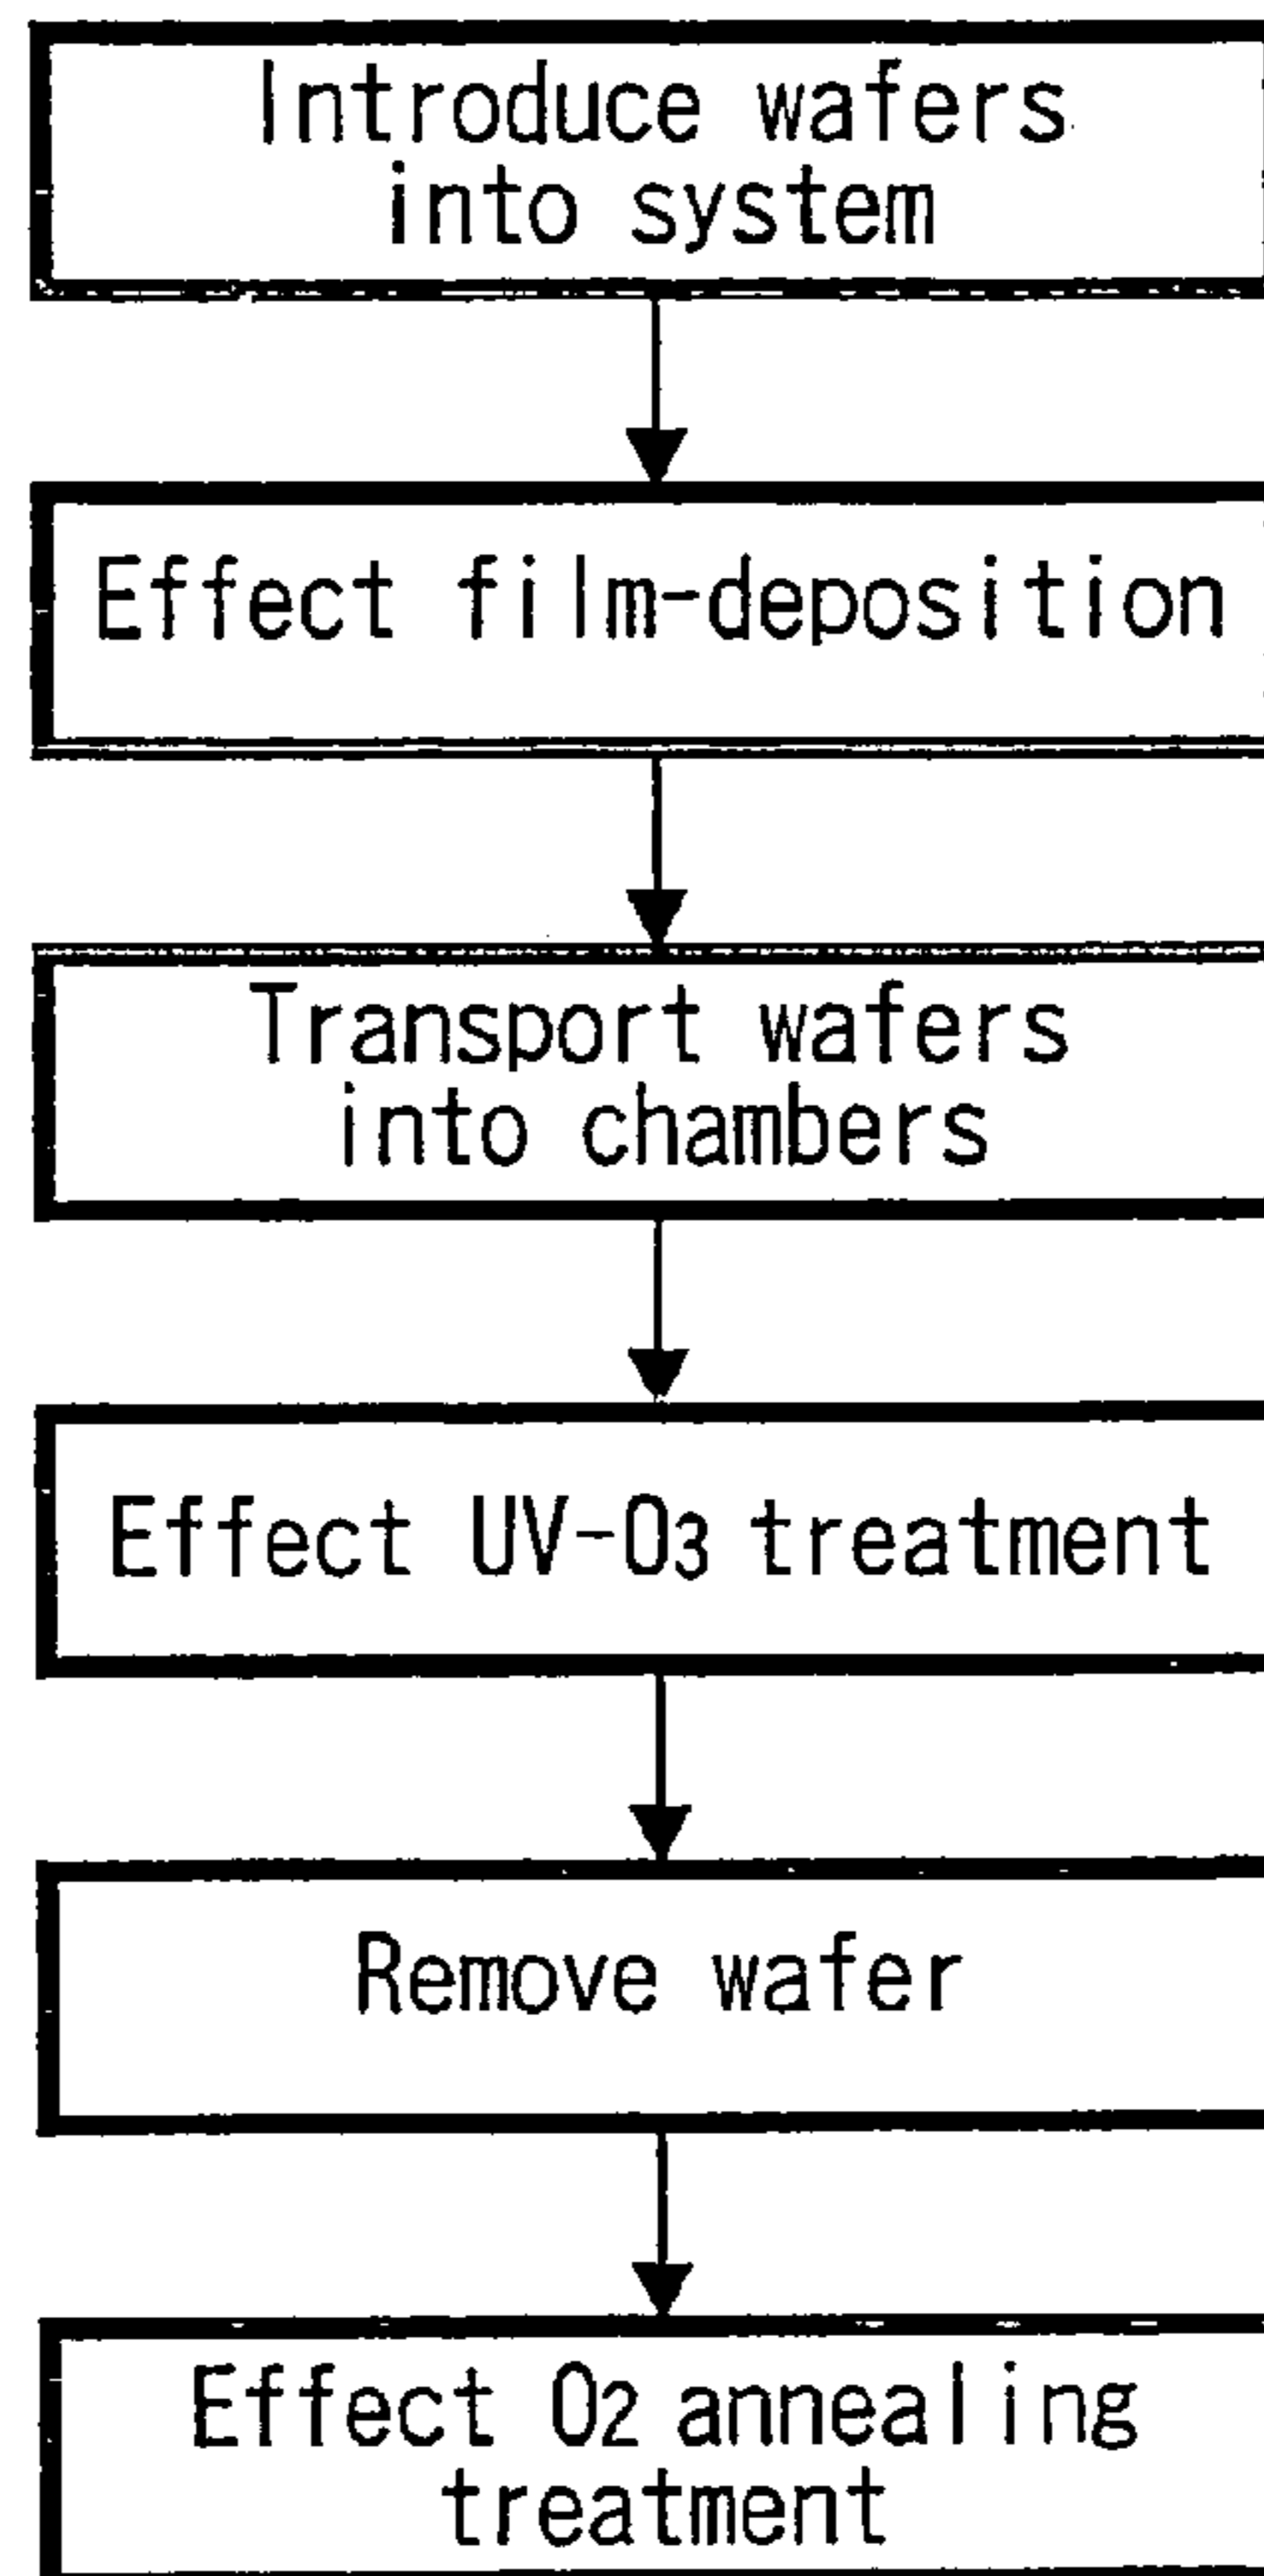 Introduce wafers
into system
Effect film-deposition
Transport wafers
into chambers
Effect UV-O3 treatment
Remove wafer
Effect O2 annealing
treatment